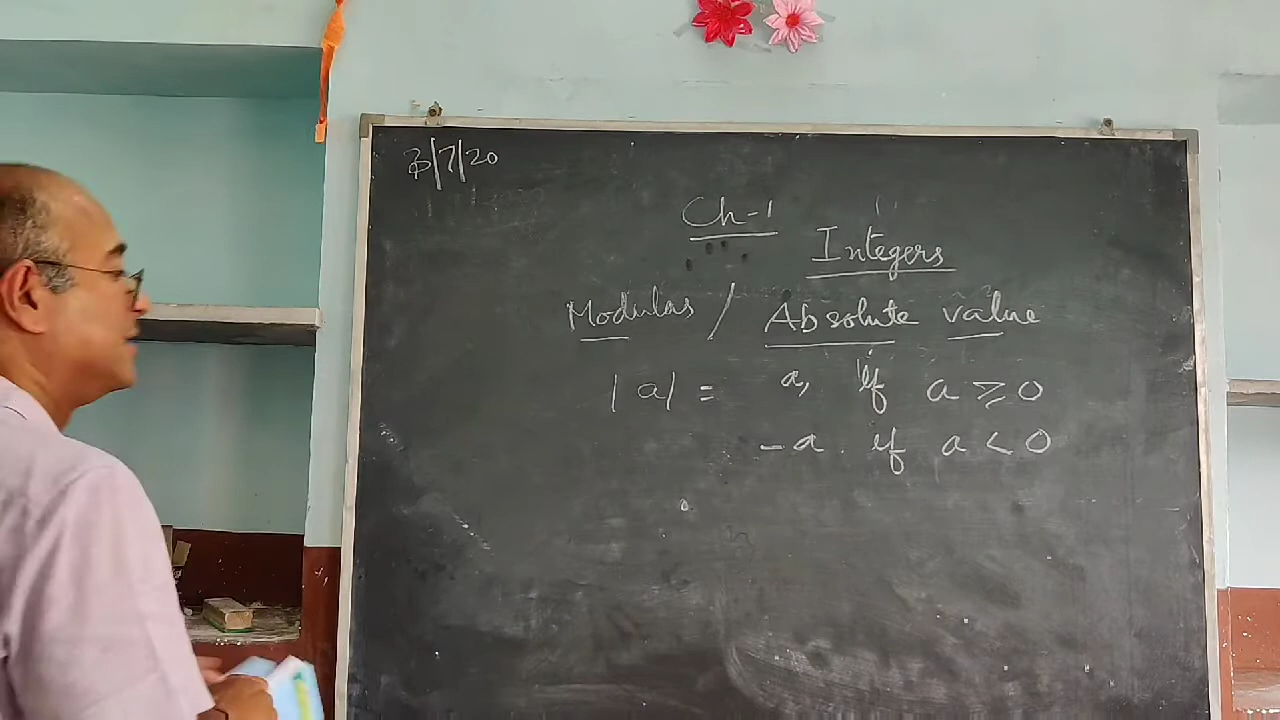 3/7/20
Ch-1
Integers
Modulas / Absolute value
|a| = a, if a ⩾ 0
-a. if a < 0